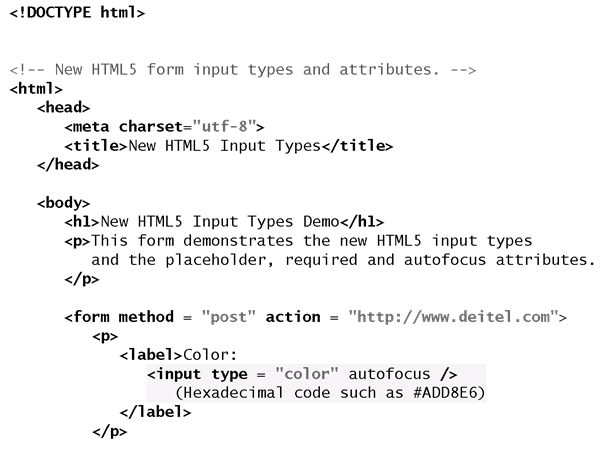 <!DOCTYPE html>
<!-- New HTML5 form input types and attributes. -->
<html>
<head>
<meta charset="utf-8">
<title>New HTML5 Input Types</title>
</head>
<body>
<h1>New HTML5 Input Types Demo</h1>
<p>This form demonstrates the new HTML5 input types
and the placeholder, required and autofocus attributes.
</p>
<form method = "post" action = "http://www.deitel.com">
<p>
<label>Color:
<input type = "color" autofocus />
(Hexadecimal code such as #ADD8E6)
</label>
</p>